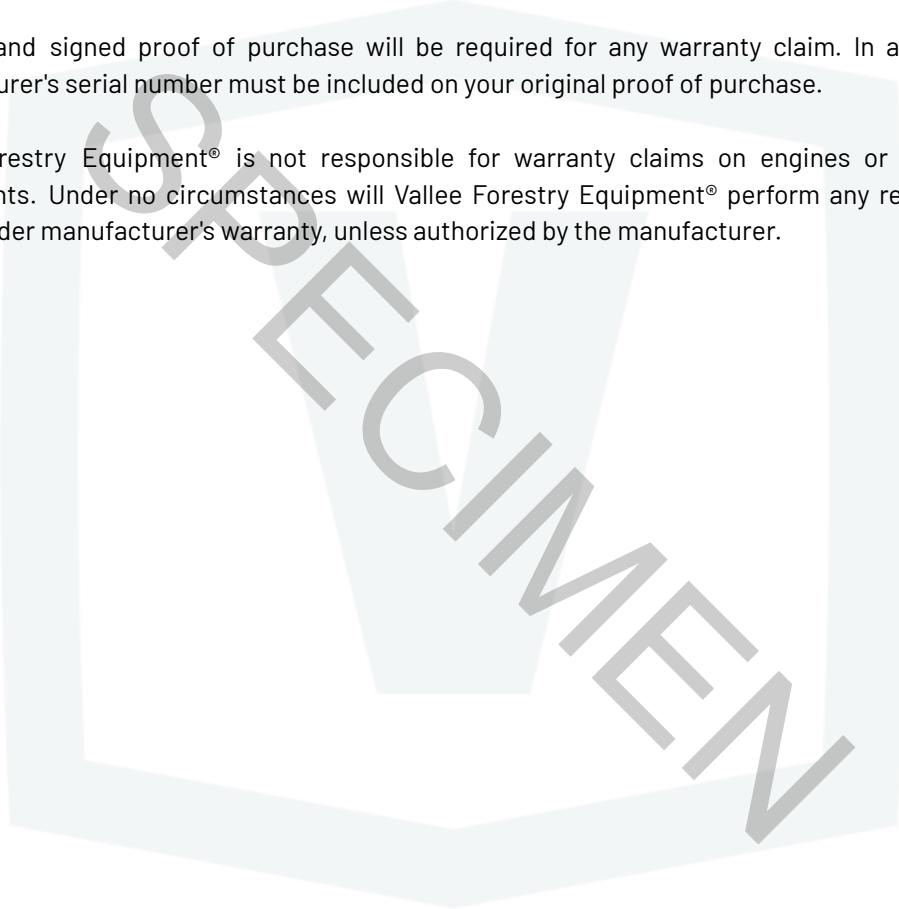 and signed proof of purchase will be required for any warranty claim. In a
urer's serial number must be included on your original proof of purchase.
restry Equipment® is not responsible for warranty claims on engines or
nts. Under no circumstances will Vallee Forestry Equipment® perform any re
der manufacturer's warranty, unless authorized by the manufacturer.
SPECIMEN